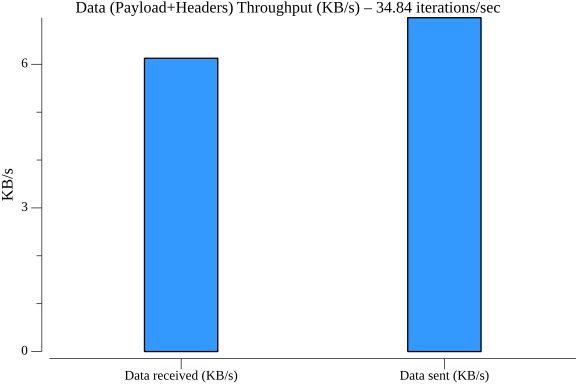 Data (Payload+Headers) Throughput (KB/s) – 34.84 iterations/sec
6
3
0
KB/s
Data received (KB/s)
Data sent (KB/s)